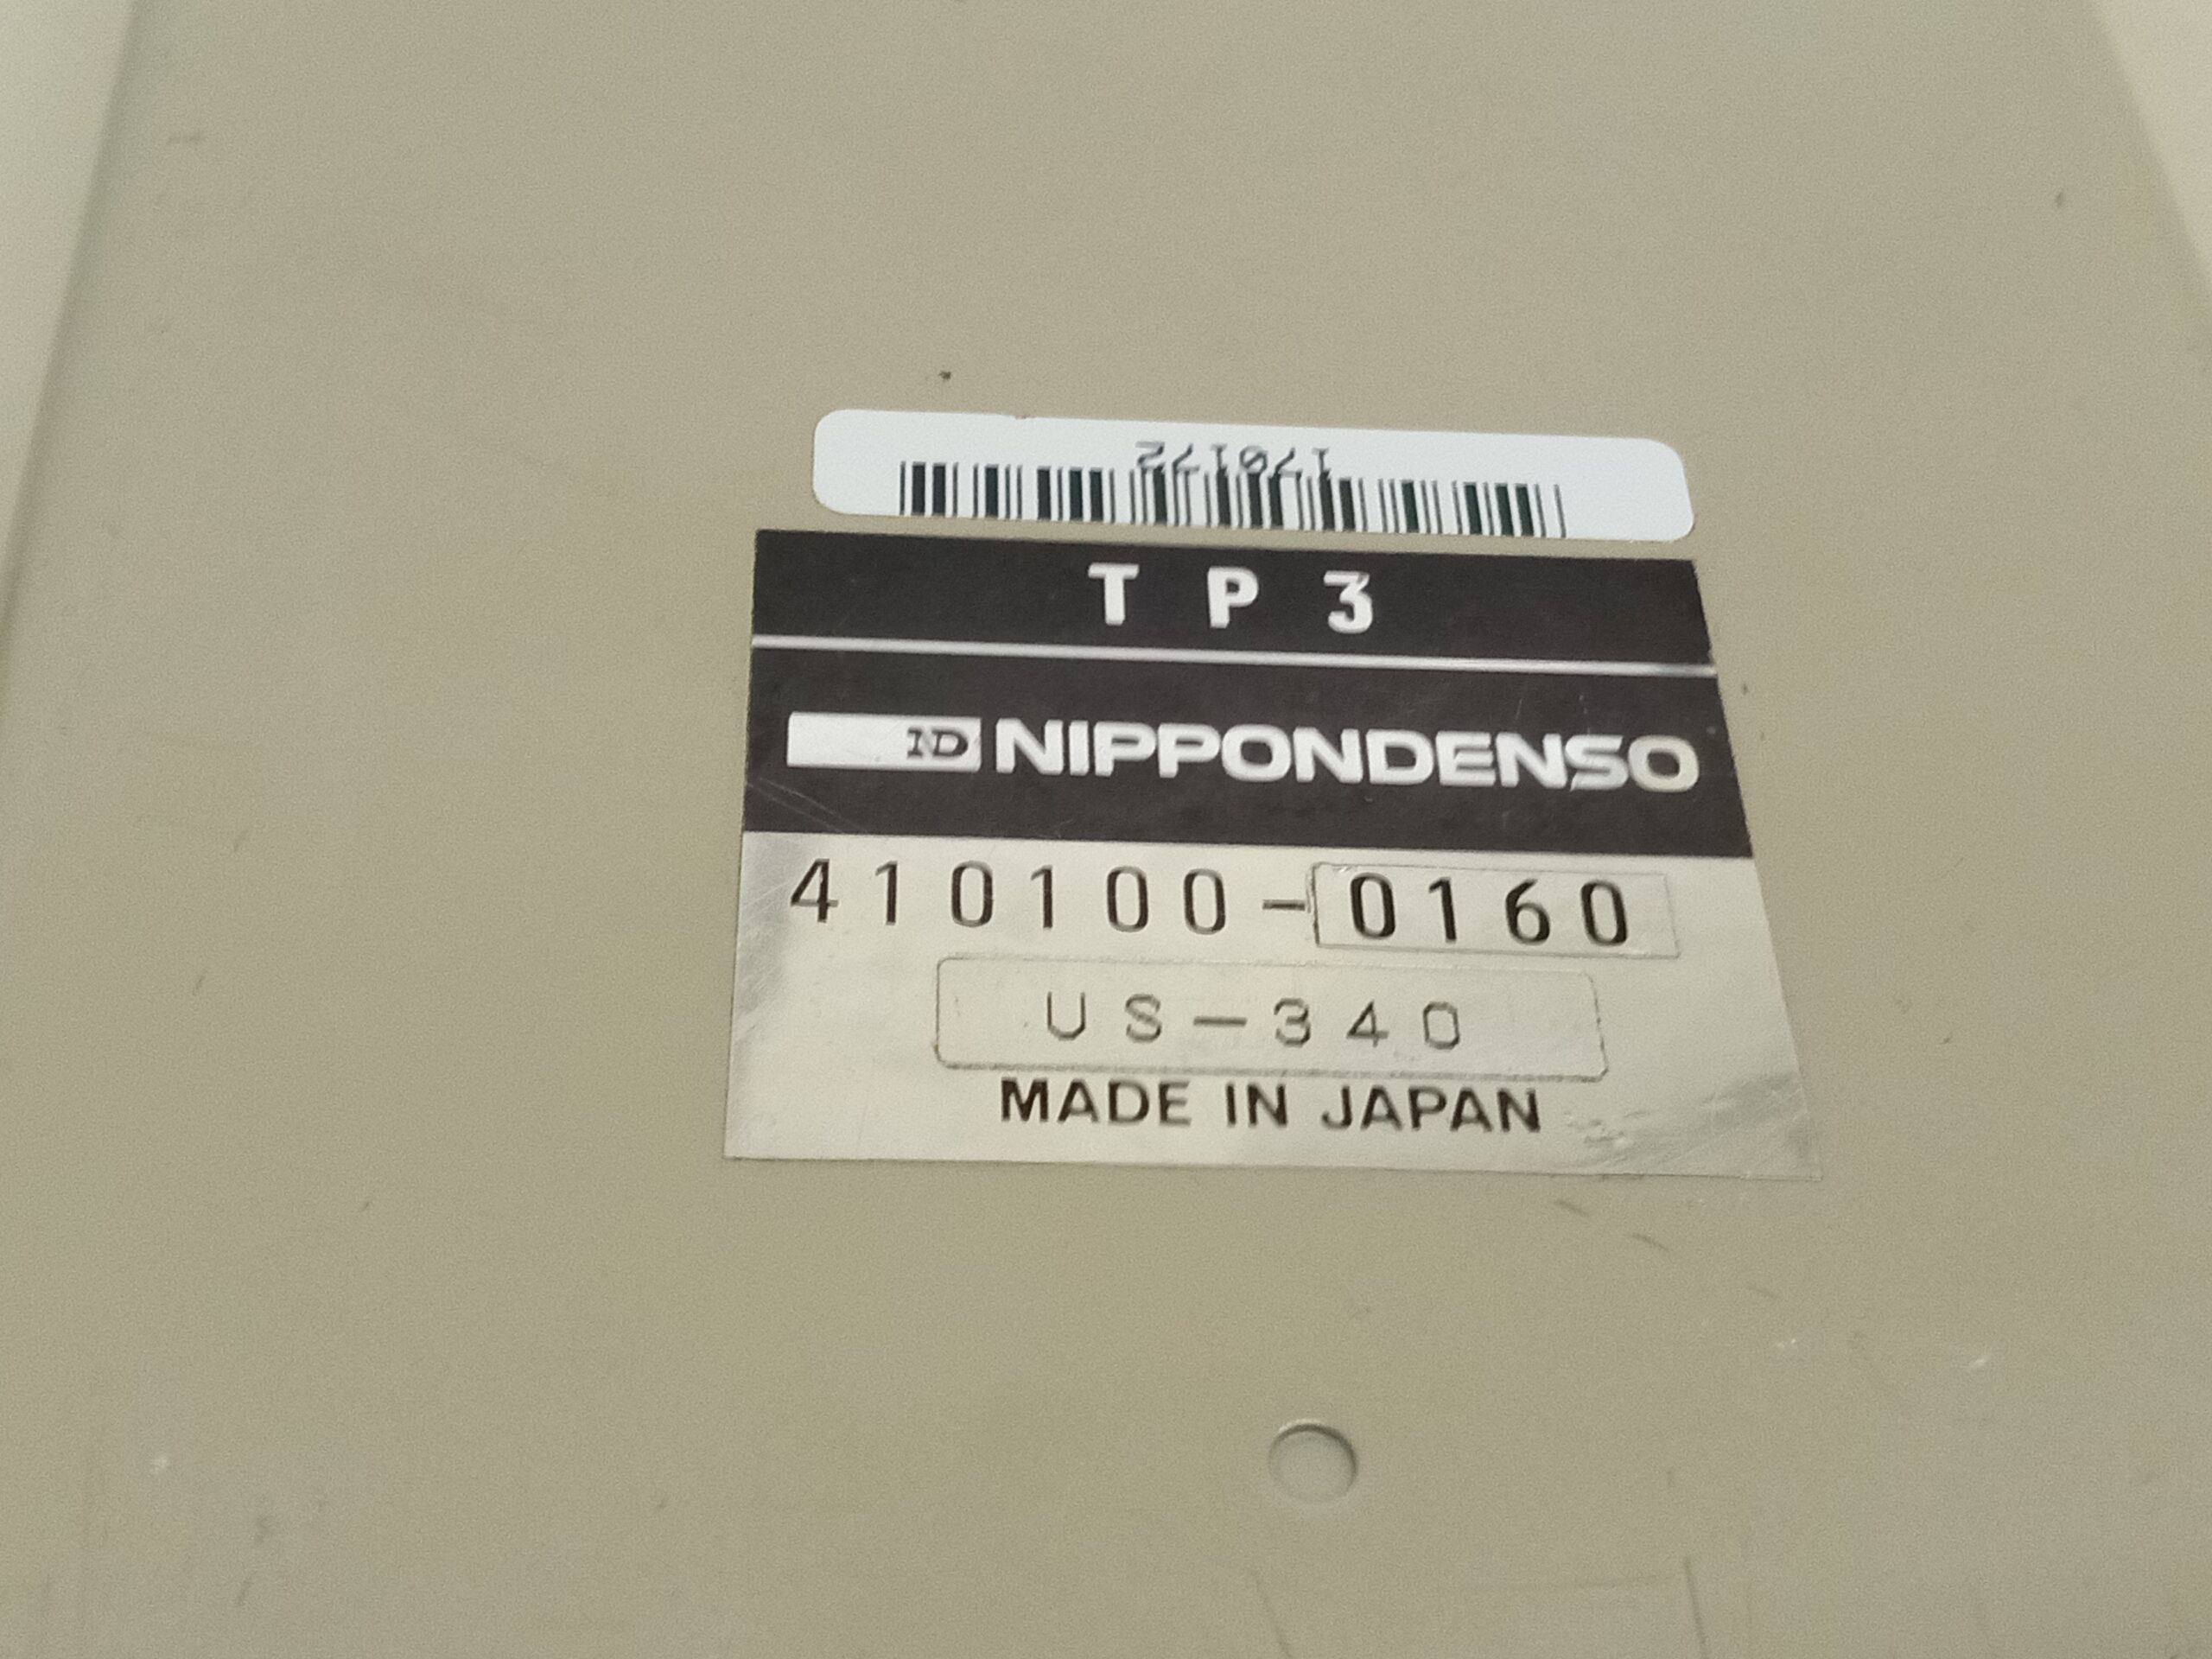 170172
TP3
ND NIPPONDENSO
410100-0160
US-340
MADE IN JAPAN